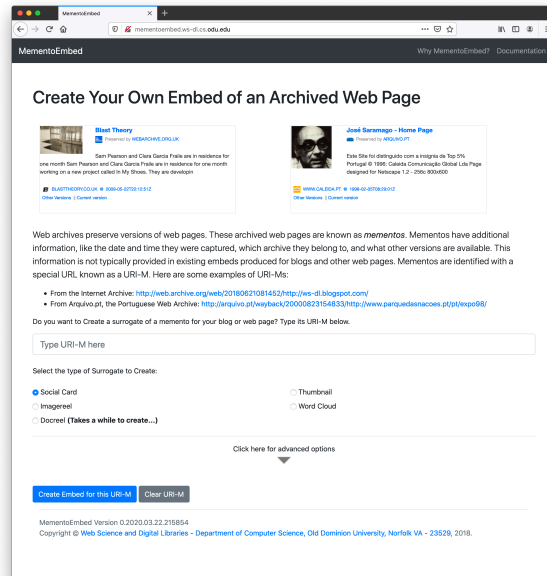 MementoEmbed
mementoembed.ws-dl.cs.odu.edu
MementoEmbed
Why MementoEmbed? Documentation
Create Your Own Embed of an Archived Web Page
Blast Theory
Preserved by WEBARCHIVE.ORG.UK
Sam Pearson and Clara Garcia Fraile are in residence for
one month Sam Pearson and Clara Garcia Fraile are in residence for one month
working on a new project called In My Shoes. They are developin
BLASTTHEORY.CO.UK @ 2009-05-22T22:12:51Z
Other Versions | Current version
José Saramago - Home Page
Preserved by ARQUIVO.PT
Este Site foi distinguido com a insígnia de Top 5%
Portugal © 1996; Caleida Comunicação Global Lda Page
designed for Netscape 1.2 - 256c 800x600
WWW.CALEIDA.PT @ 1998-02-05T08:29:01Z
Other Versions | Current version
Web archives preserve versions of web pages. These archived web pages are known as mementos. Mementos have additional
information, like the date and time they were captured, which archive they belong to, and what other versions are available. This
information is not typically provided in existing embeds produced for blogs and other web pages. Mementos are identified with a
special URL known as a URI-M. Here are some examples of URI-Ms:
• From the Internet Archive: http://web.archive.org/web/20180621081452/http://ws-dl.blogspot.com/
• From Arquivo.pt, the Portuguese Web Archive: http://arquivo.pt/wayback/20000823154833/http://www.parquedasnacoes.pt/pt/expo98/
Do you want to Create a surrogate of a memento for your blog or web page? Type its URI-M below.
Type URI-M here
Select the type of Surrogate to Create:
Social Card
Thumbnail
Imagereel
Word Cloud
Docreel (Takes a while to create...)
Click here for advanced options
Create Embed for this URI-M
Clear URI-M
MementoEmbed Version 0.2020.03.22.215854
Copyright © Web Science and Digital Libraries - Department of Computer Science, Old Dominion University, Norfolk VA - 23529, 2018.